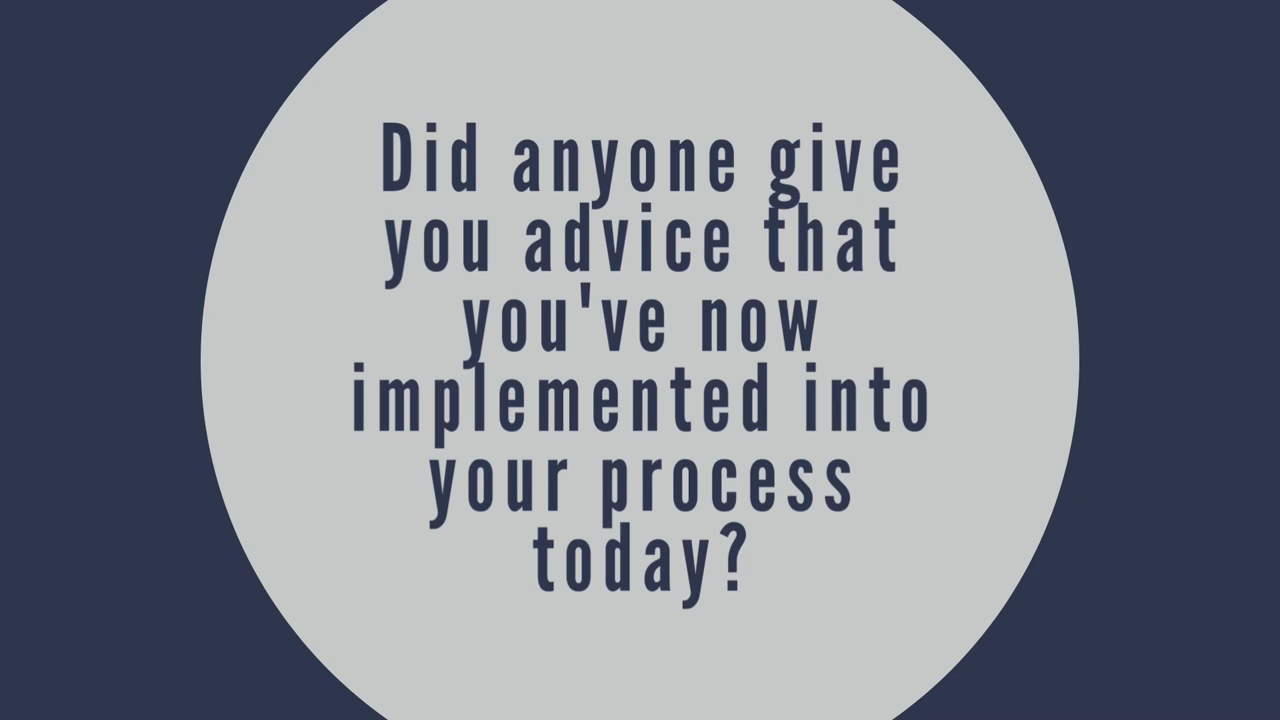 Did anyone give
you advice that
you've now
implemented into
your process
today?